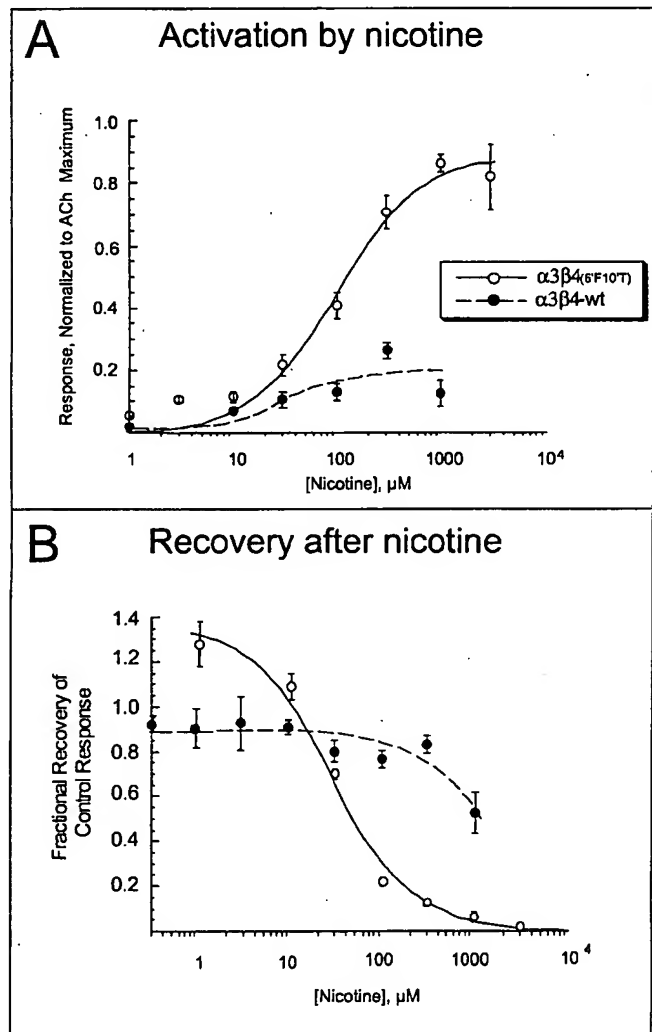 A
Activation by nicotine
Response, Normalized to ACh Maximum
1.0
0.8
0.6
0.4
0.2
1
10
100
1000
10⁴
[Nicotine], µM
α3β4(6'F10'T)
α3β4-wt
B
Recovery after nicotine
Fractional Recovery of
Control Response
1.4
1.2
1.0
0.8
0.6
0.4
0.2
1
10
100
1000
10⁴
[Nicotine], µM